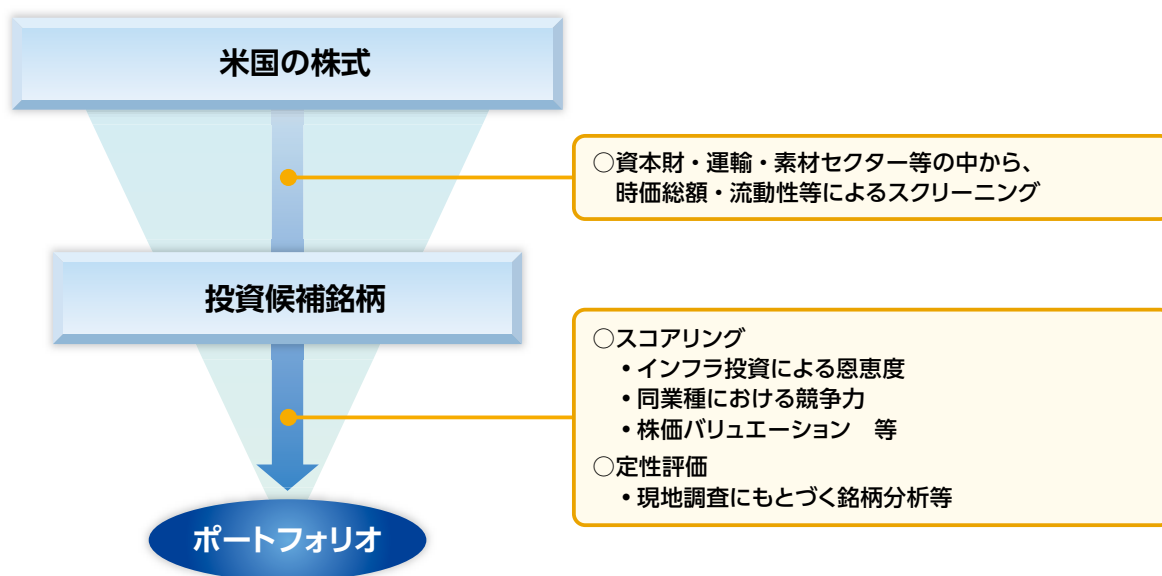 米国の株式
○資本財・運輸・素材セクター等の中から、
時価総額・流動性等によるスクリーニング
投資候補銘柄
○スコアリング
・インフラ投資による恩恵度
・同業種における競争力
・株価バリュエーション　等
○定性評価
・現地調査にもとづく銘柄分析等
ポートフォリオ